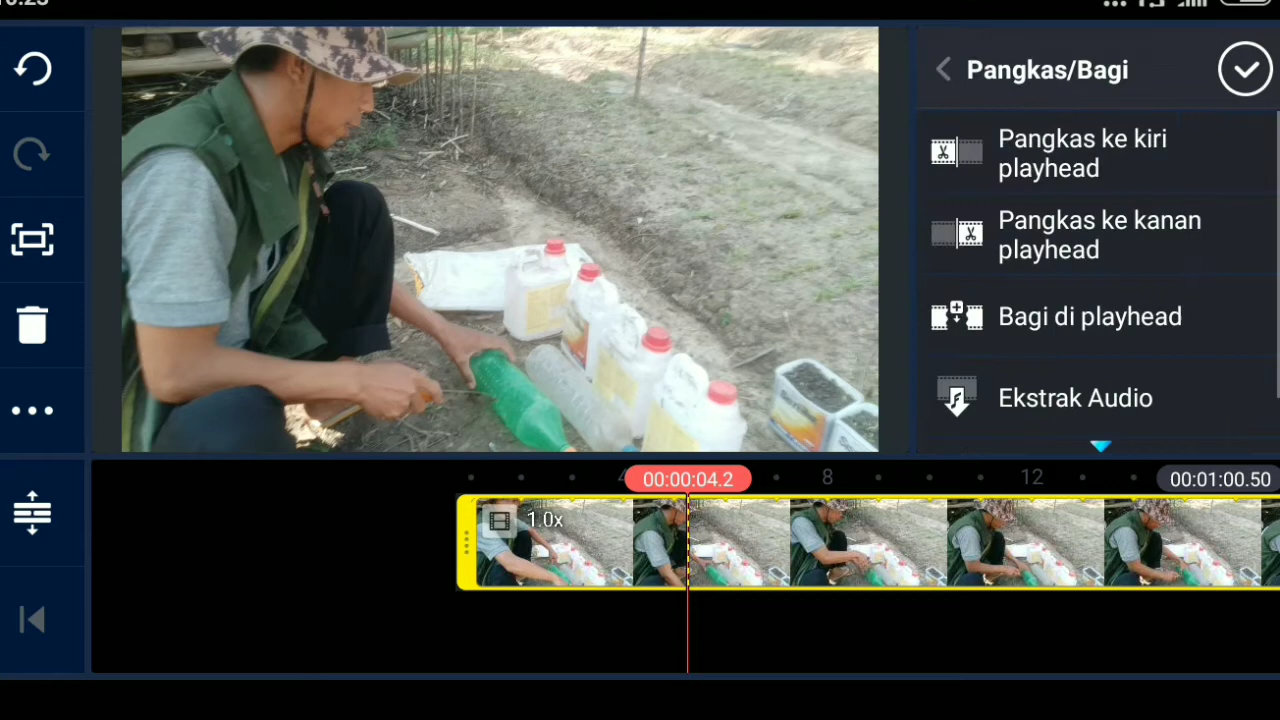 Pangkas/Bagi
Pangkas ke kiri
playhead
Pangkas ke kanan
playhead
Bagi di playhead
Ekstrak Audio
00:00:04.2
8
12
00:01:00.50
1.0x